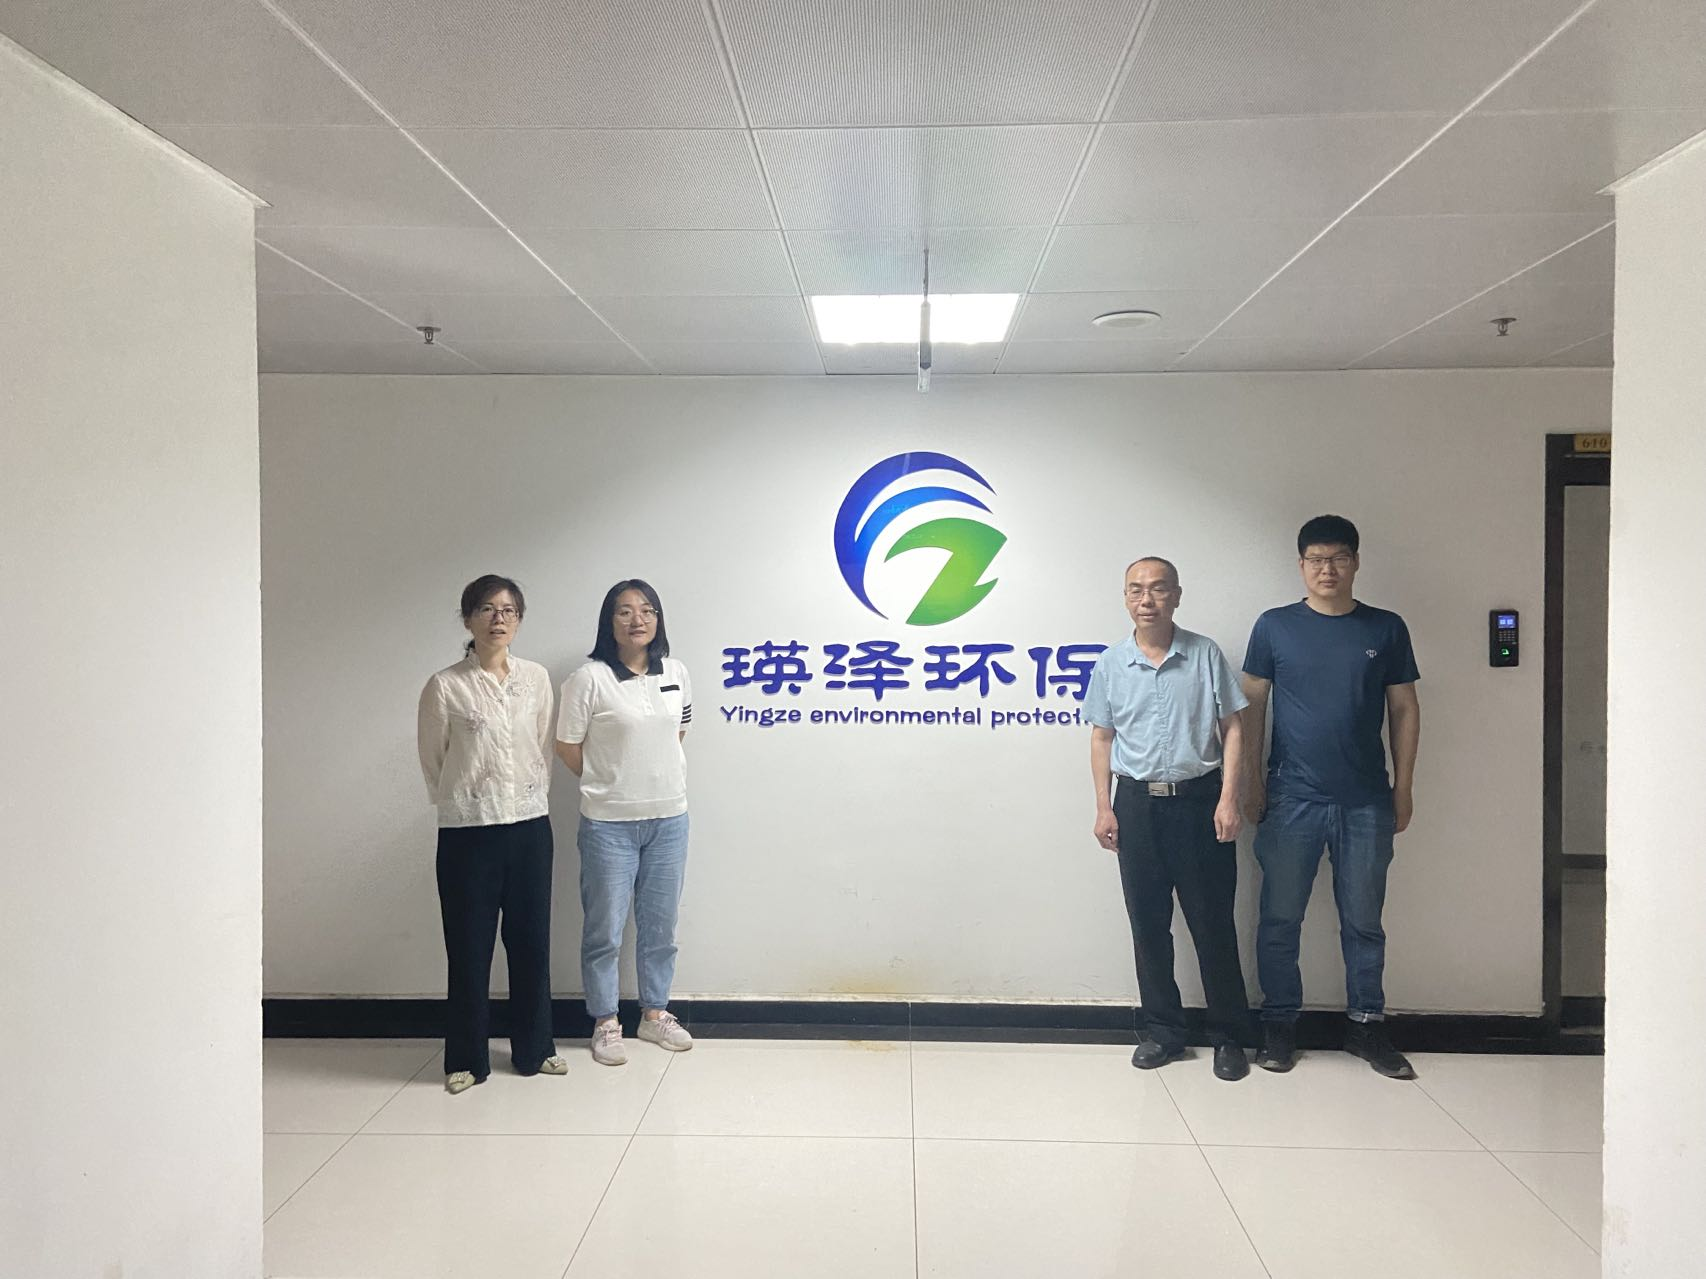 瑛泽环保
Yingze environmental protect
610